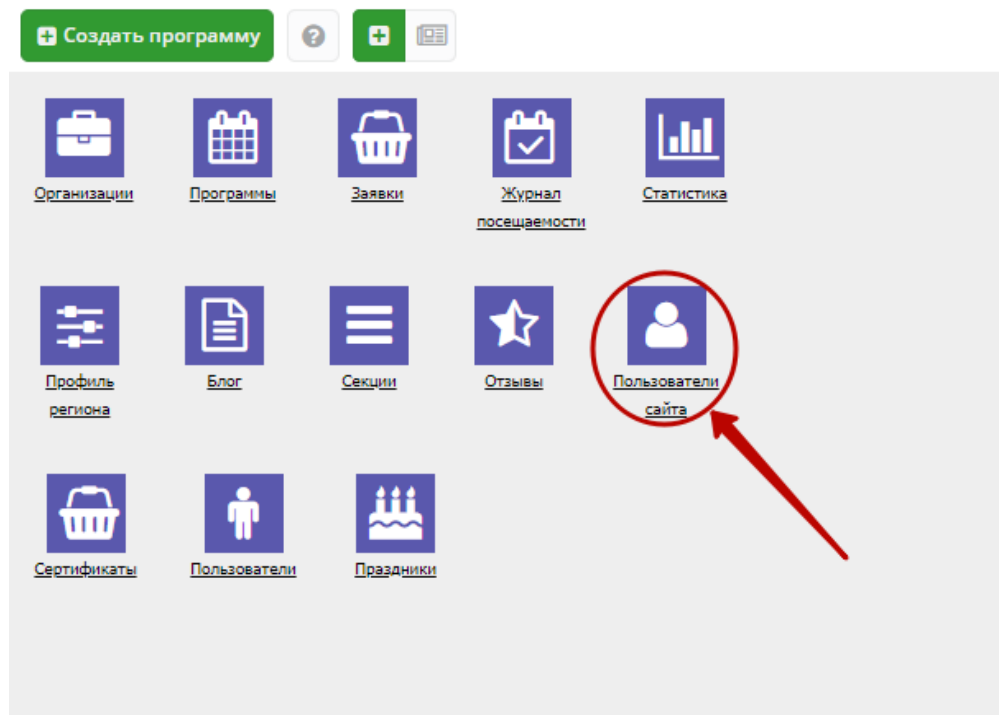 Создать программу
Организации
Программы
Заявки
Журнал
посещаемости
Статистика
Профиль
региона
Блог
Секции
Отзывы
Пользователи
сайта
Сертификаты
Пользователи
Праздники